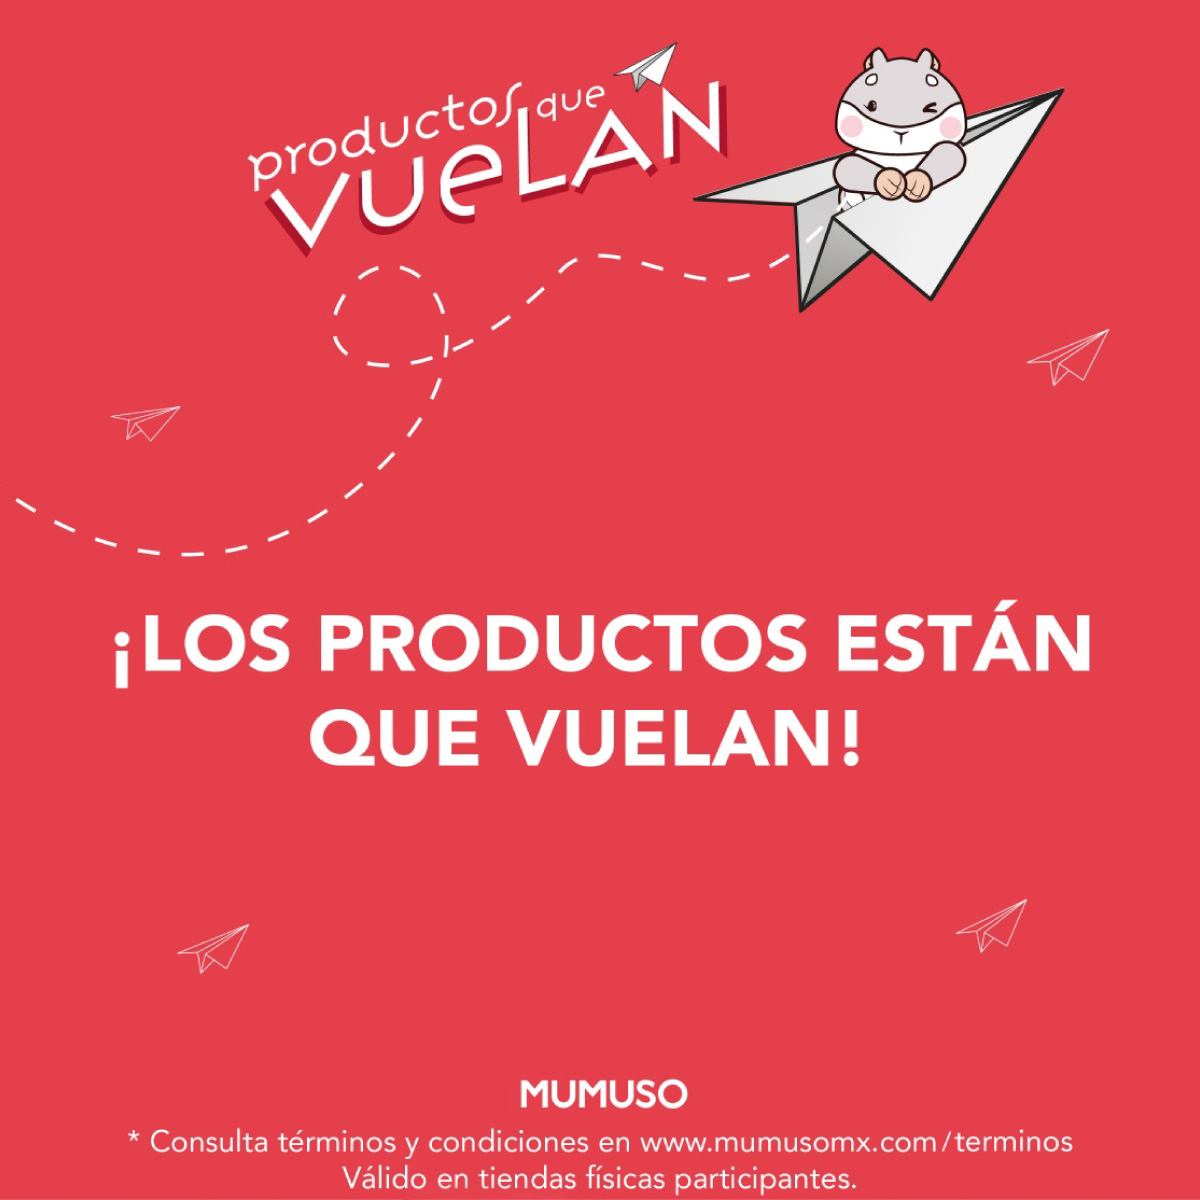 productos que
VueLAN
¡LOS PRODUCTOS ESTÁN
QUE VUELAN!
MUMUSO
* Consulta términos y condiciones en www.mumusomx.com/terminos
Válido en tiendas físicas participantes.